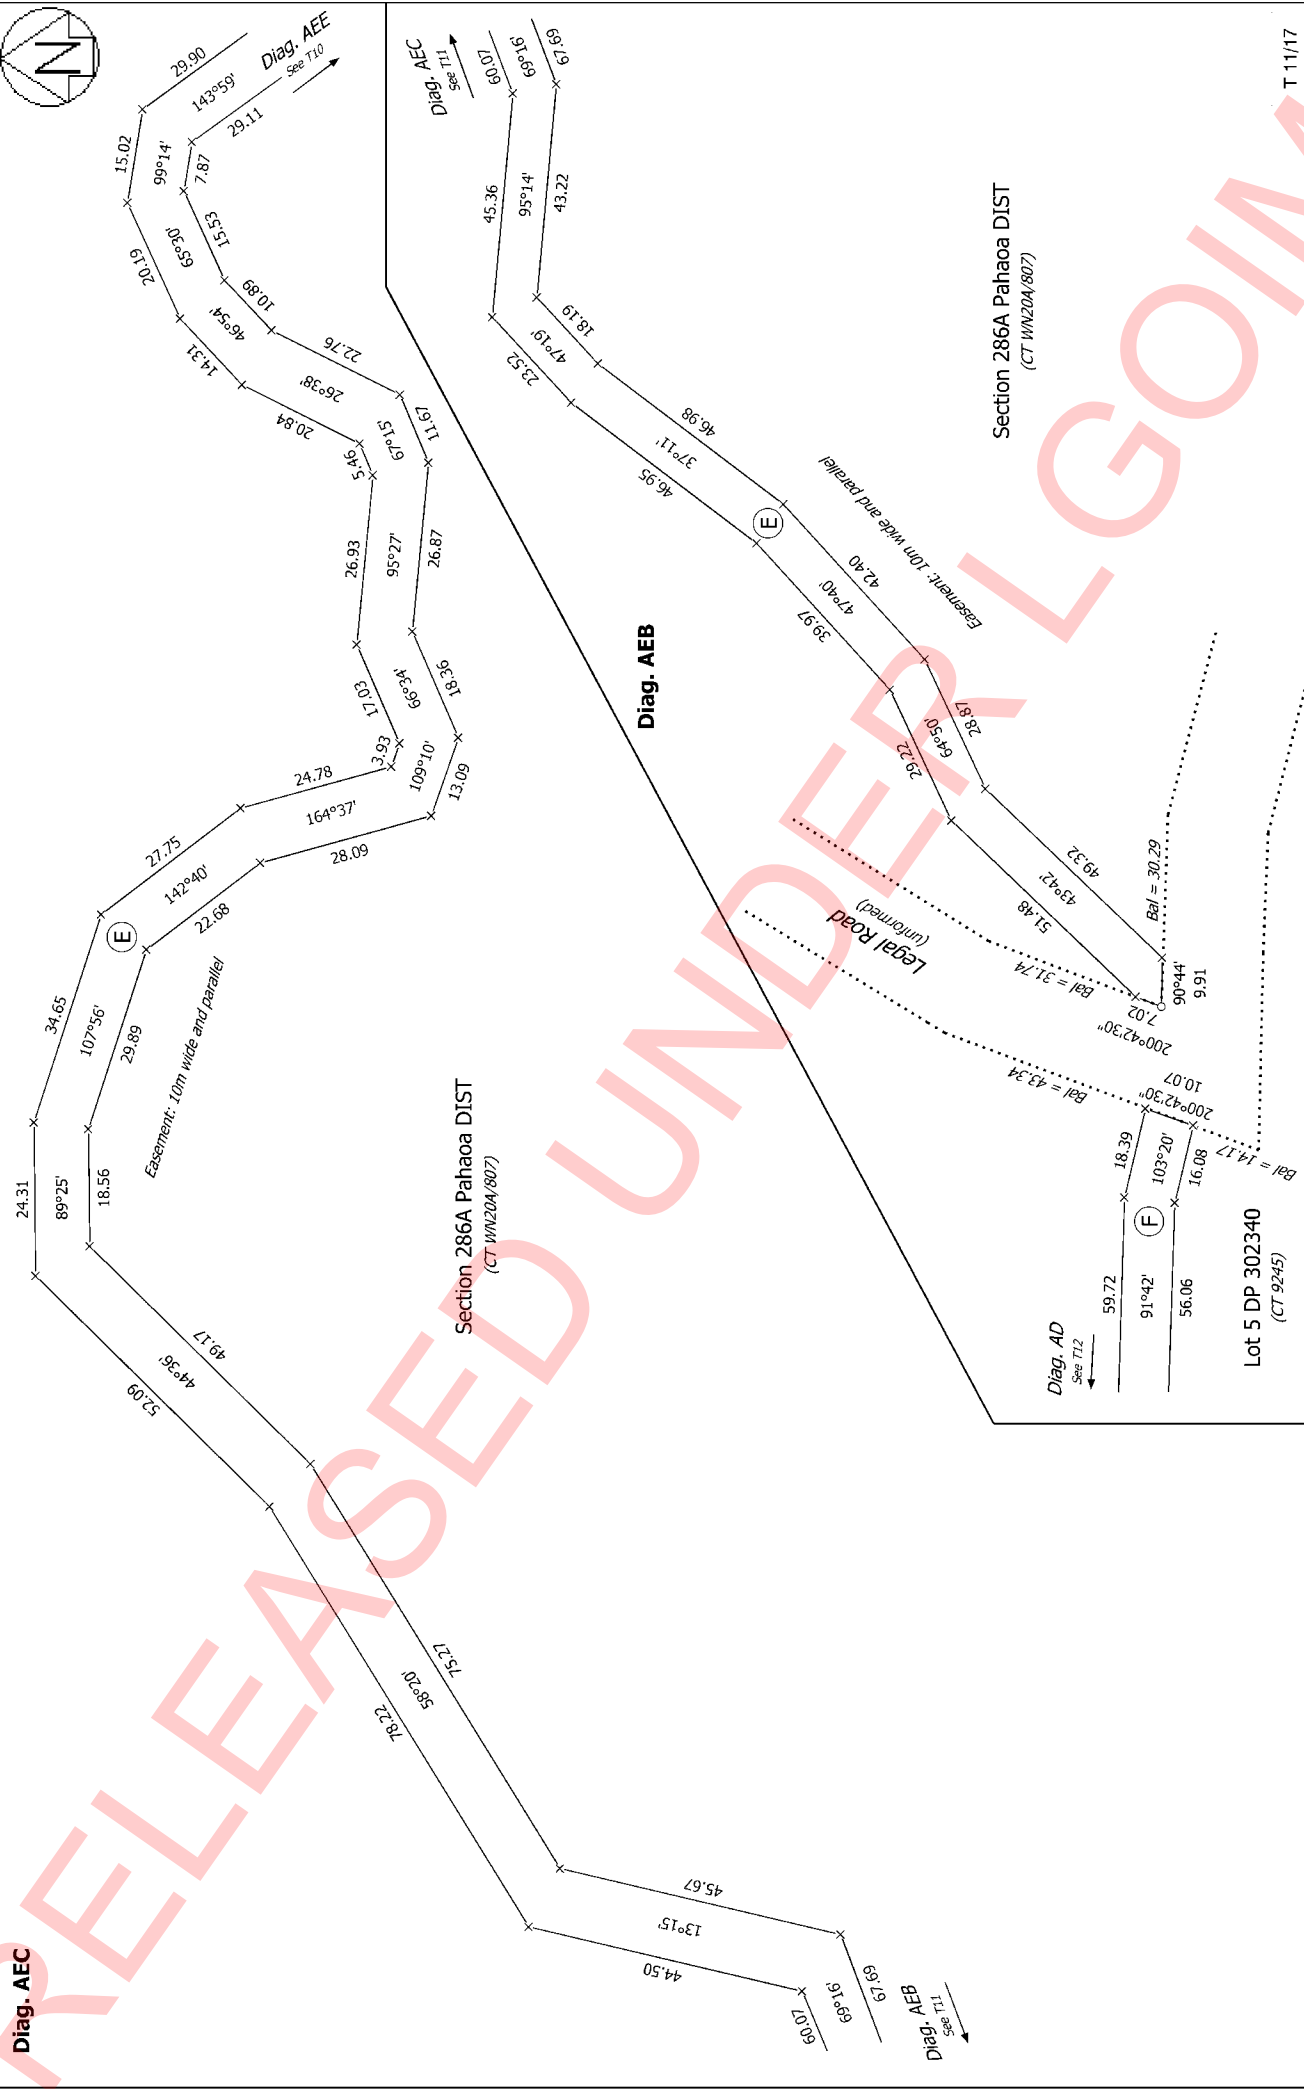 Diag. AEC
24.31
89°25'
18.56
34.65
107°56'
29.89
E
27.75
142°40'
22.68
24.78
164°37'
28.09
3.93
109°10'
13.09
17.03
66°34'
18.36
26.93
95°27'
26.87
5.46
67°15'
11.67
20.84
26°38'
22.76
14.31
46°54'
10.89
20.19
65°30'
15.53
15.02
99°14'
7.87
29.90
143°59'
29.11
Diag. AEE
See T10
N
Easement: 10m wide and parallel
52.09
44°36'
49.17
78.22
58°20'
75.27
44.50
13°15'
45.67
60.07
69°16'
67.69
Diag. AEB
See T11
Section 286A Pahaoa DIST
(CT WN20A/807)
Diag. AEB
Diag. AEC
See T11
60.07
69°16'
67.69
45.36
95°14'
43.22
23.52
47°19'
18.19
46.95
37°11'
46.98
E
39.97
47°40'
42.40
Easement: 10m wide and parallel
29.22
64°50'
28.87
51.48
43°42'
49.32
Legal Road
(unformed)
Bal = 31.74
Bal = 43.34
Bal = 30.29
7.02
200°42'30"
90°44'
9.91
10.07
200°42'30"
Bal = 14.17
18.39
103°20'
16.08
F
59.72
91°42'
56.06
Diag. AD
See T12
Lot 5 DP 302340
(CT 9245)
Section 286A Pahaoa DIST
(CT WN20A/807)
T 11/17
RELEASED UNDER LGOIM